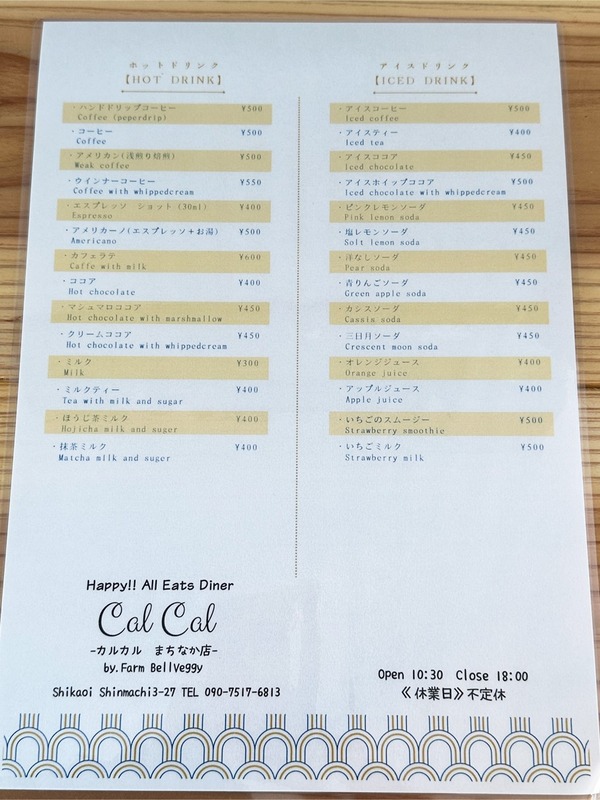 ホットドリンク
【HOT DRINK】
・ハンドドリップコーヒー ¥500
Coffee (peperdrip)
・コーヒー ¥500
Coffee
・アメリカン(浅煎り焙煎) ¥500
Weak coffee
・ウインナーコーヒー ¥550
Coffee with whippedcream
・エスプレッソ ショット(30ml) ¥400
Espresso
・アメリカーノ(エスプレッソ+お湯) ¥500
Americano
・カフェラテ ¥600
Caffe with milk
・ココア ¥400
Hot chocolate
・マシュマロココア ¥450
Hot chocolate with marshmallow
・クリームココア ¥450
Hot chocolate with whippedcream
・ミルク ¥300
Milk
・ミルクティー ¥400
Tea with milk and sugar
・ほうじ茶ミルク ¥400
Hojicha milk and suger
・抹茶ミルク ¥400
Matcha milk and suger
アイスドリンク
【ICED DRINK】
・アイスコーヒー ¥500
Iced coffee
・アイスティー ¥400
Iced tea
・アイスココア ¥450
Iced chocolate
・アイスホイップココア ¥500
Iced chocolate with whippedcream
・ピンクレモンソーダ ¥450
Pink lemon soda
・塩レモンソーダ ¥450
Solt lemon soda
・洋なしソーダ ¥450
Pear soda
・青りんごソーダ ¥450
Green apple soda
・カシスソーダ ¥450
Cassis soda
・三日月ソーダ ¥450
Crescent moon soda
・オレンジジュース ¥400
Orange juice
・アップルジュース ¥400
Apple juice
・いちごのスムージー ¥500
Strawberry smoothie
・いちごミルク ¥500
Strawberry milk
Happy!! All Eats Diner
Cal Cal
-カルカル まちなか店-
by.Farm BellVeggy
Shikaoi Shinmachi3-27 TEL 090-7517-6813
Open 10:30 Close 18:00
《休業日》不定休